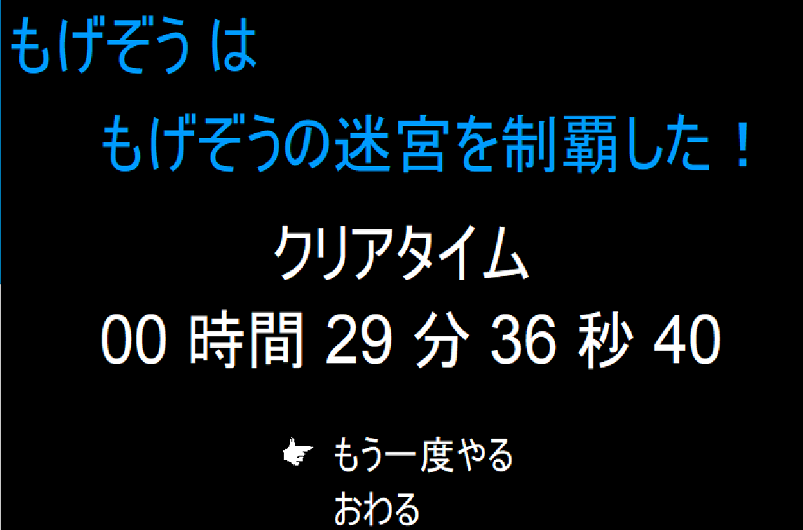 もげぞう は
もげぞうの迷宮を制覇した！
クリアタイム
00 時間 29 分 36 秒 40
もう一度やる
おわる